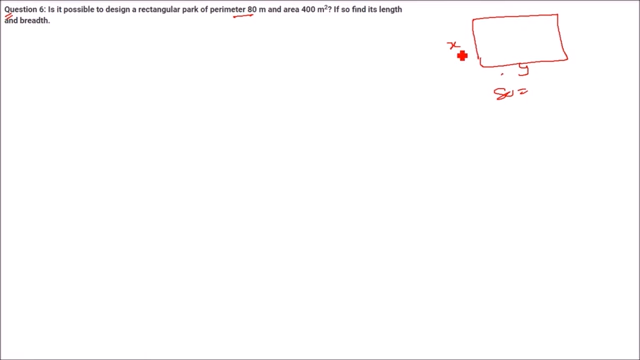 Question 6: Is it possible to design a rectangular park of perimeter 80 m and area 400 m²? If so find its length
and breadth.
x
y
80 =